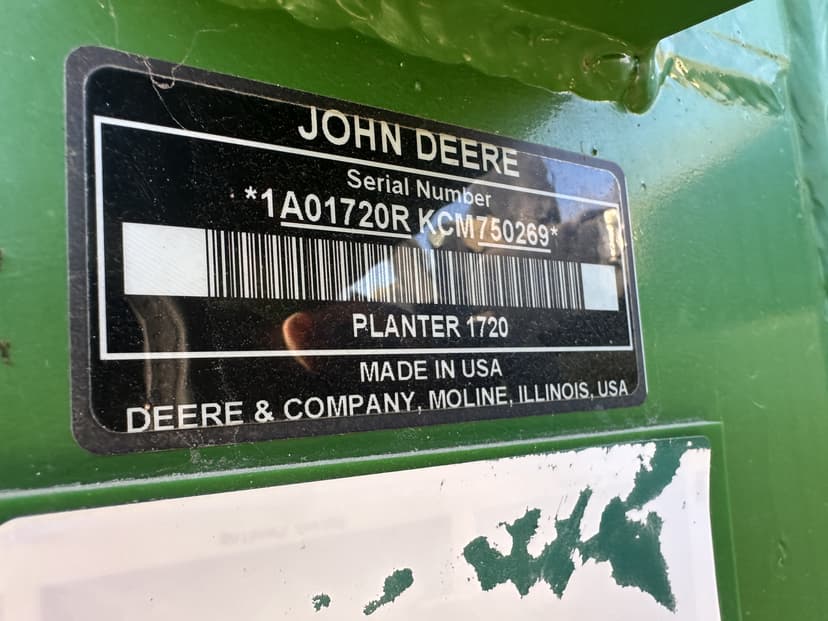 JOHN DEERE
Serial Number
*1A01720R KCM750269*
PLANTER 1720
MADE IN USA
DEERE & COMPANY, MOLINE, ILLINOIS, USA